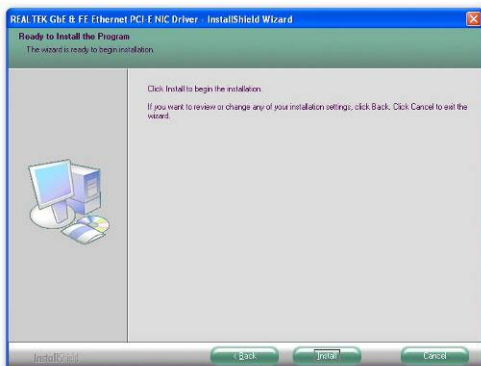 REALTEK GbE & FE Ethernet PCI-E NIC Driver - InstallShield Wizard
Ready to Install the Program
The wizard is ready to begin installation.
Click Install to begin the installation.
If you want to review or change any of your installation settings, click Back. Click Cancel to exit the
wizard.
InstallShield
< Back
Install
Cancel